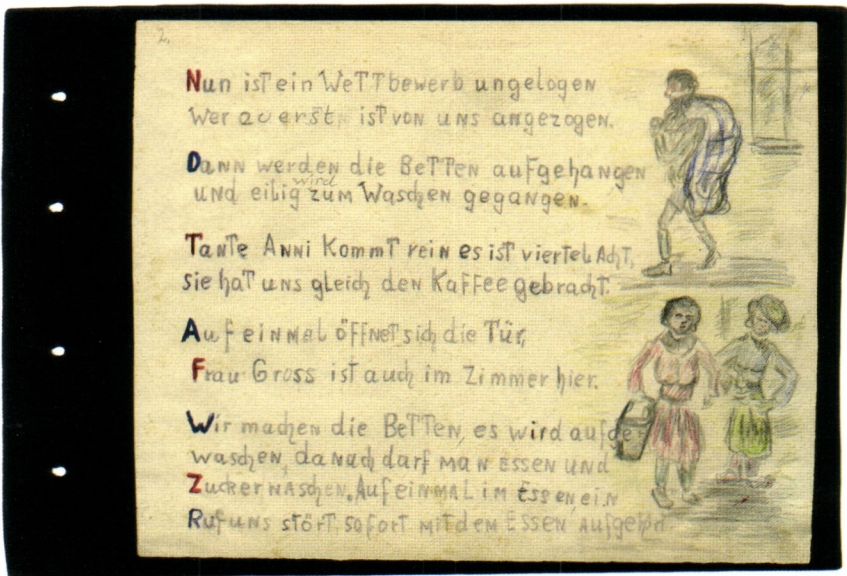 2.
Nun ist ein Wettbewerb ungelogen
Wer zuerst ist von uns angezogen.
Dann werden die Betten aufgehangen
wird
und eilig zum Waschen gegangen.
Tante Anni kommt rein es ist viertel Acht,
sie hat uns gleich den Kaffee gebracht.
Auf einmal öffnet sich die Tür,
Frau Gross ist auch im Zimmer hier.
Wir machen die Betten, es wird
waschen, danach darf man essen und
Zucker naschen. Auf einmal im Essen ein
Ruf uns stört, sofort mit dem Essen aufgehört.